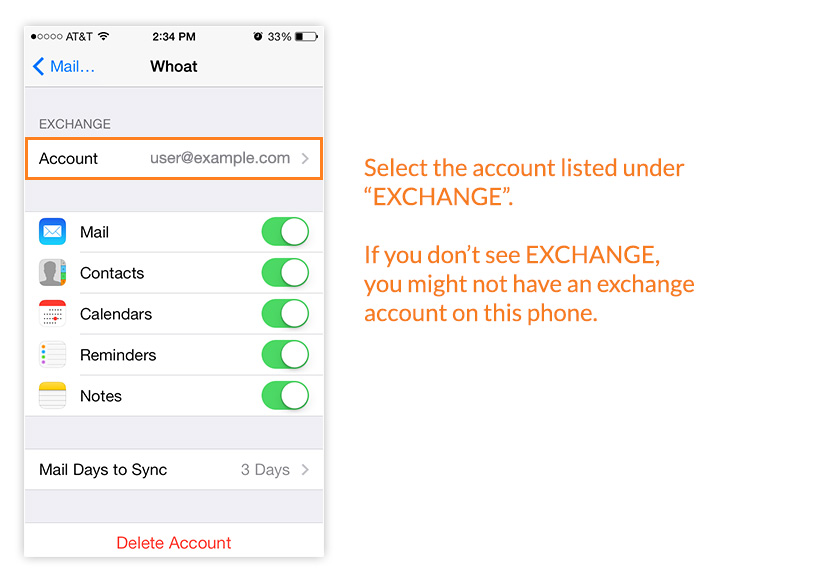 AT&T 2:34 PM 33%
Mail… Whoat
EXCHANGE
Account user@example.com
Mail
Contacts
Calendars
Reminders
Notes
Mail Days to Sync 3 Days
Delete Account
Select the account listed under
“EXCHANGE”.
If you don’t see EXCHANGE,
you might not have an exchange
account on this phone.